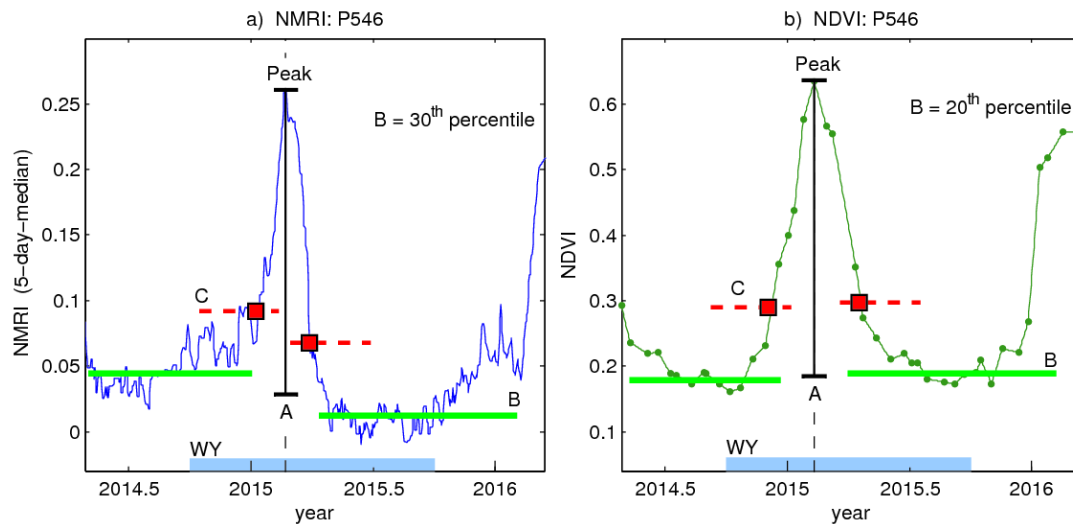 a) NMRI: P546
NMRI (5-day-median)
0.25
0.2
0.15
0.1
0.05
0
Peak
B = 30th percentile
C
A
B
WY
2014.5
2015
2015.5
2016
year
b) NDVI: P546
NDVI
0.6
0.5
0.4
0.3
0.2
0.1
Peak
B = 20th percentile
C
A
B
WY
2014.5
2015
2015.5
2016
year